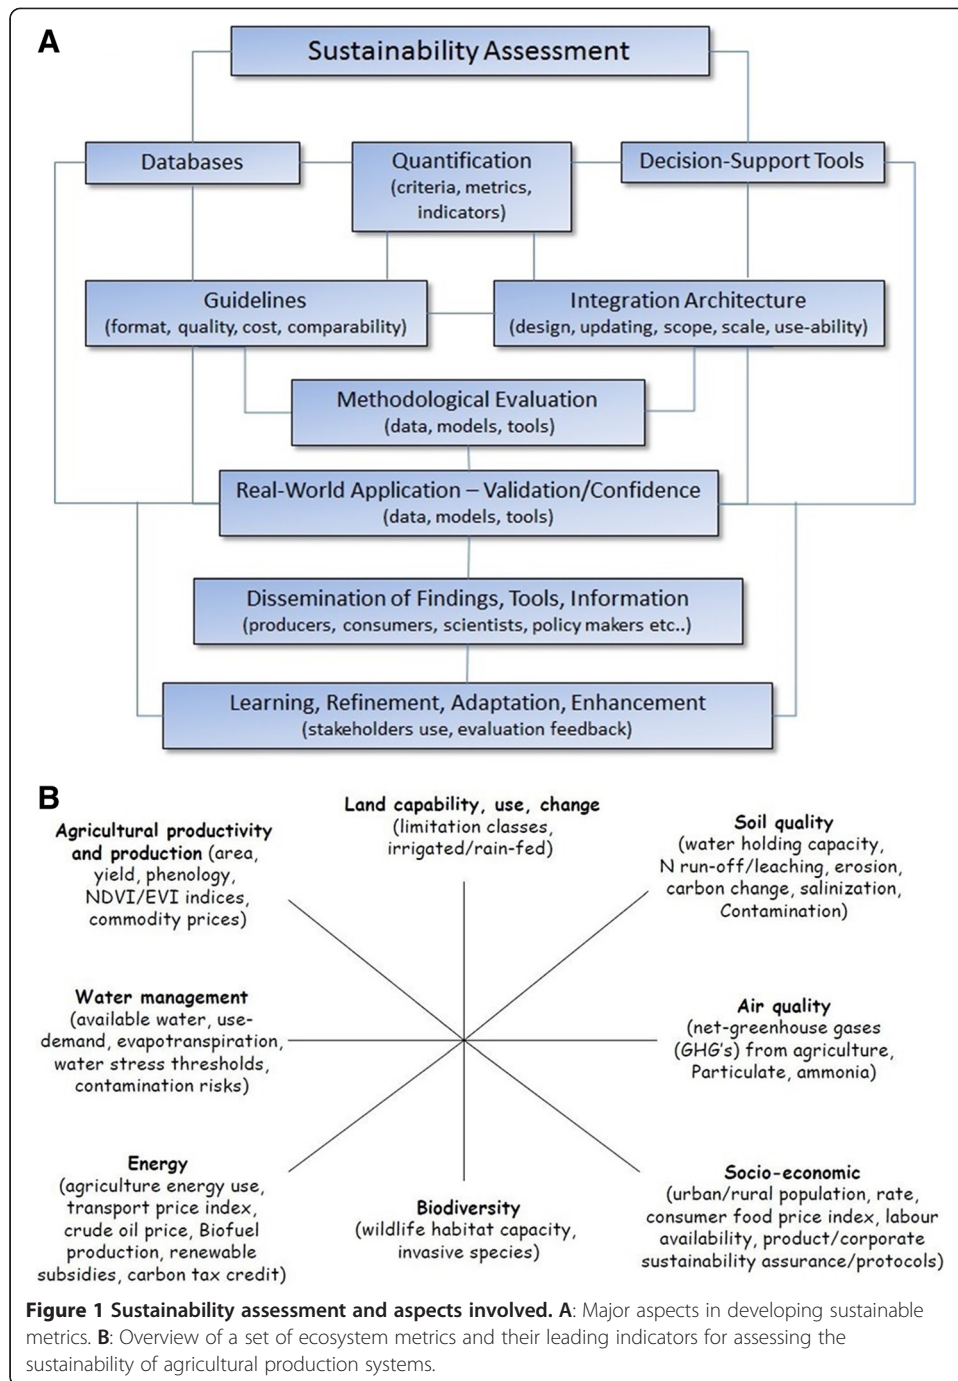 A
Sustainability Assessment
Databases
Quantification
(criteria, metrics,
indicators)
Decision-Support Tools
Guidelines
(format, quality, cost, comparability)
Integration Architecture
(design, updating, scope, scale, use-ability)
Methodological Evaluation
(data, models, tools)
Real-World Application – Validation/Confidence
(data, models, tools)
Dissemination of Findings, Tools, Information
(producers, consumers, scientists, policy makers etc..)
Learning, Refinement, Adaptation, Enhancement
(stakeholders use, evaluation feedback)
B
Agricultural productivity
and production (area,
yield, phenology,
NDVI/EVI indices,
commodity prices)
Land capability, use, change
(limitation classes,
irrigated/rain-fed)
Soil quality
(water holding capacity,
N run-off/leaching, erosion,
carbon change, salinization,
Contamination)
Water management
(available water, use-
demand, evapotranspiration,
water stress thresholds,
contamination risks)
Air quality
(net-greenhouse gases
(GHG's) from agriculture,
Particulate, ammonia)
Energy
(agriculture energy use,
transport price index,
crude oil price, Biofuel
production, renewable
subsidies, carbon tax credit)
Biodiversity
(wildlife habitat capacity,
invasive species)
Socio-economic
(urban/rural population, rate,
consumer food price index, labour
availability, product/corporate
sustainability assurance/protocols)
Figure 1 Sustainability assessment and aspects involved. A: Major aspects in developing sustainable
metrics. B: Overview of a set of ecosystem metrics and their leading indicators for assessing the
sustainability of agricultural production systems.